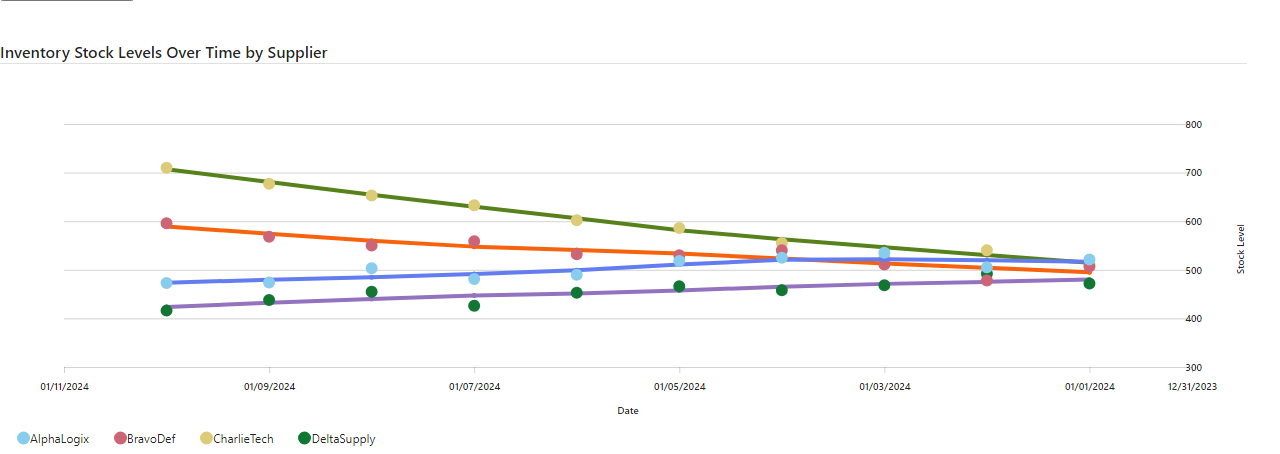 Inventory Stock Levels Over Time by Supplier
800
700
600
500
400
300
Stock Level
01/11/2024 01/09/2024 01/07/2024 01/05/2024 01/03/2024 01/01/2024 12/31/2023
Date
AlphaLogix BravoDef CharlieTech DeltaSupply